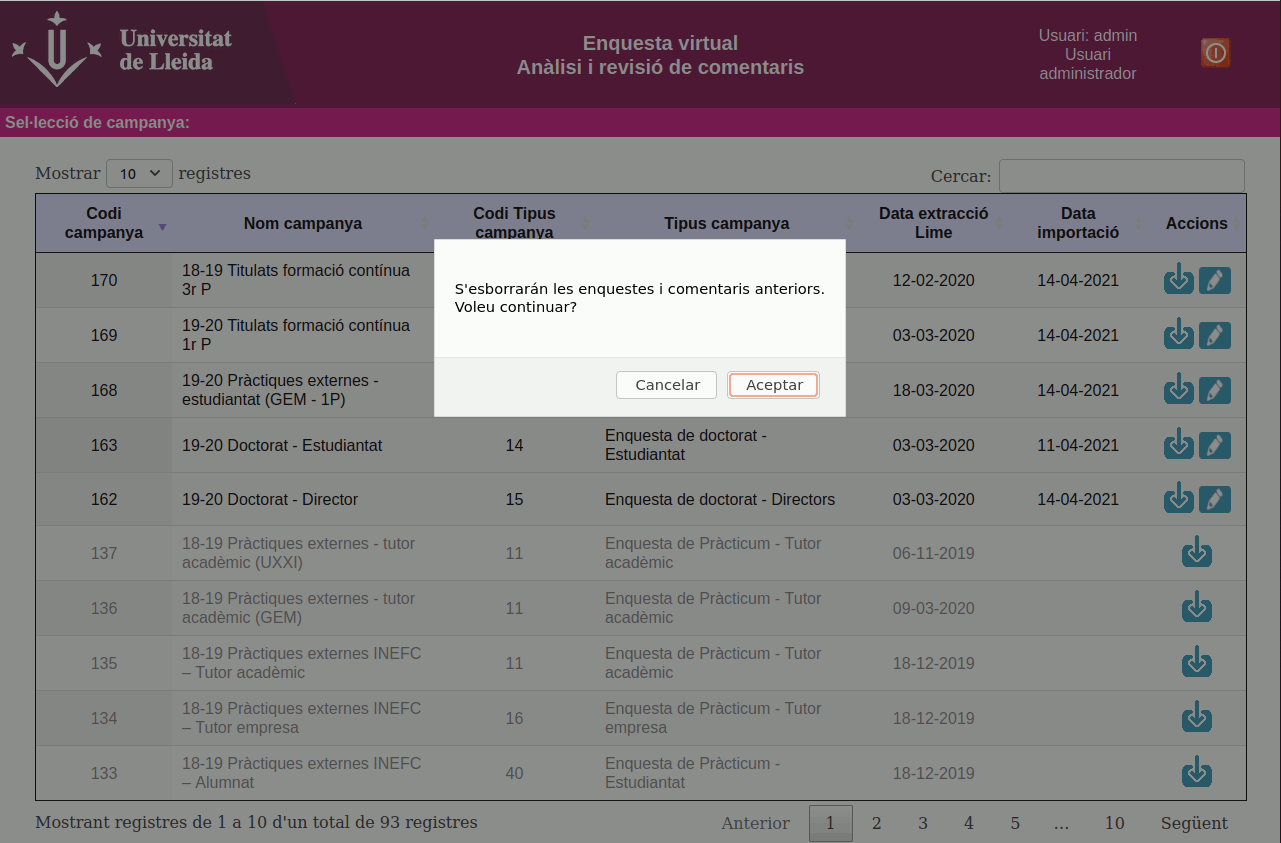 Universitat
de Lleida
Enquesta virtual
Anàlisi i revisió de comentaris
Usuari: admin
Usuari
administrador
Sel·lecció de campanya:
Mostrar 10 registres
Cercar:
Codi
campanya
Nom campanya
Codi Tipus
campanya
Tipus campanya
Data extracció
Lime
Data
importació
Accions
170
18-19 Titulats formació contínua
3r P
12-02-2020
14-04-2021
169
19-20 Titulats formació contínua
1r P
03-03-2020
14-04-2021
168
19-20 Pràctiques externes -
estudiantat (GEM - 1P)
18-03-2020
14-04-2021
S'esborrarán les enquestes i comentaris anteriors.
Voleu continuar?
Cancelar
Aceptar
163
19-20 Doctorat - Estudiantat
14
Enquesta de doctorat -
Estudiantat
03-03-2020
11-04-2021
162
19-20 Doctorat - Director
15
Enquesta de doctorat - Directors
03-03-2020
14-04-2021
137
18-19 Pràctiques externes - tutor
acadèmic (UXXI)
11
Enquesta de Pràcticum - Tutor
acadèmic
06-11-2019
136
18-19 Pràctiques externes - tutor
acadèmic (GEM)
11
Enquesta de Pràcticum - Tutor
acadèmic
09-03-2020
135
18-19 Pràctiques externes INEFC
– Tutor acadèmic
11
Enquesta de Pràcticum - Tutor
acadèmic
18-12-2019
134
18-19 Pràctiques externes INEFC
– Tutor empresa
16
Enquesta de Pràcticum - Tutor
empresa
18-12-2019
133
18-19 Pràctiques externes INEFC
– Alumnat
40
Enquesta de Pràcticum -
Estudiantat
18-12-2019
Mostrant registres de 1 a 10 d'un total de 93 registres
Anterior 1 2 3 4 5 ... 10 Següent